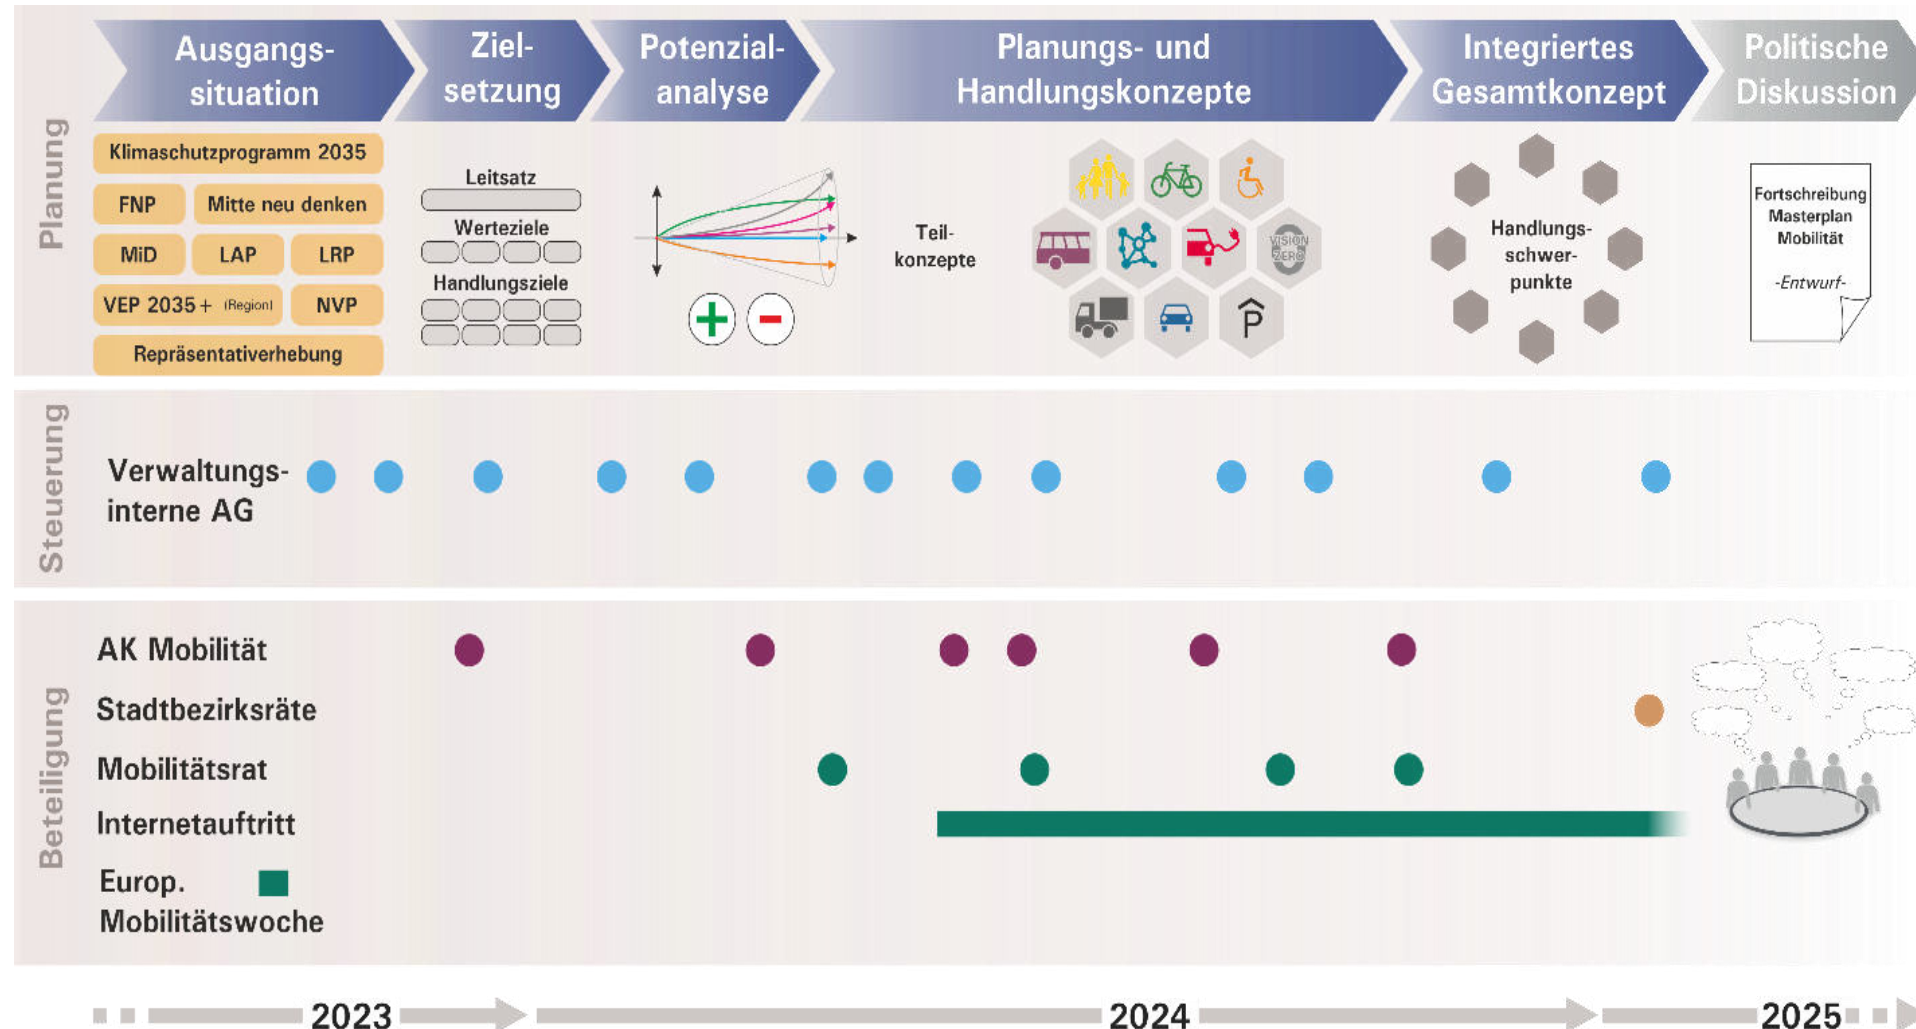 Ausgangs-
situation
Ziel-
setzung
Potenzial-
analyse
Planungs- und
Handlungskonzepte
Integriertes
Gesamtkonzept
Politische
Diskussion
Planung
Klimaschutzprogramm 2035
FNP
Mitte neu denken
MiD
LAP
LRP
VEP 2035+ (Region)
NVP
Repräsentativerhebung
Leitsatz
Werteziele
Handlungsziele
Teil-
konzepte
VISION
ZERO
P
Handlungs-
schwer-
punkte
Fortschreibung
Masterplan
Mobilität
-Entwurf-
Steuerung
Verwaltungs-
interne AG
Beteiligung
AK Mobilität
Stadtbezirksräte
Mobilitätsrat
Internetauftritt
Europ.
Mobilitätswoche
2023
2024
2025